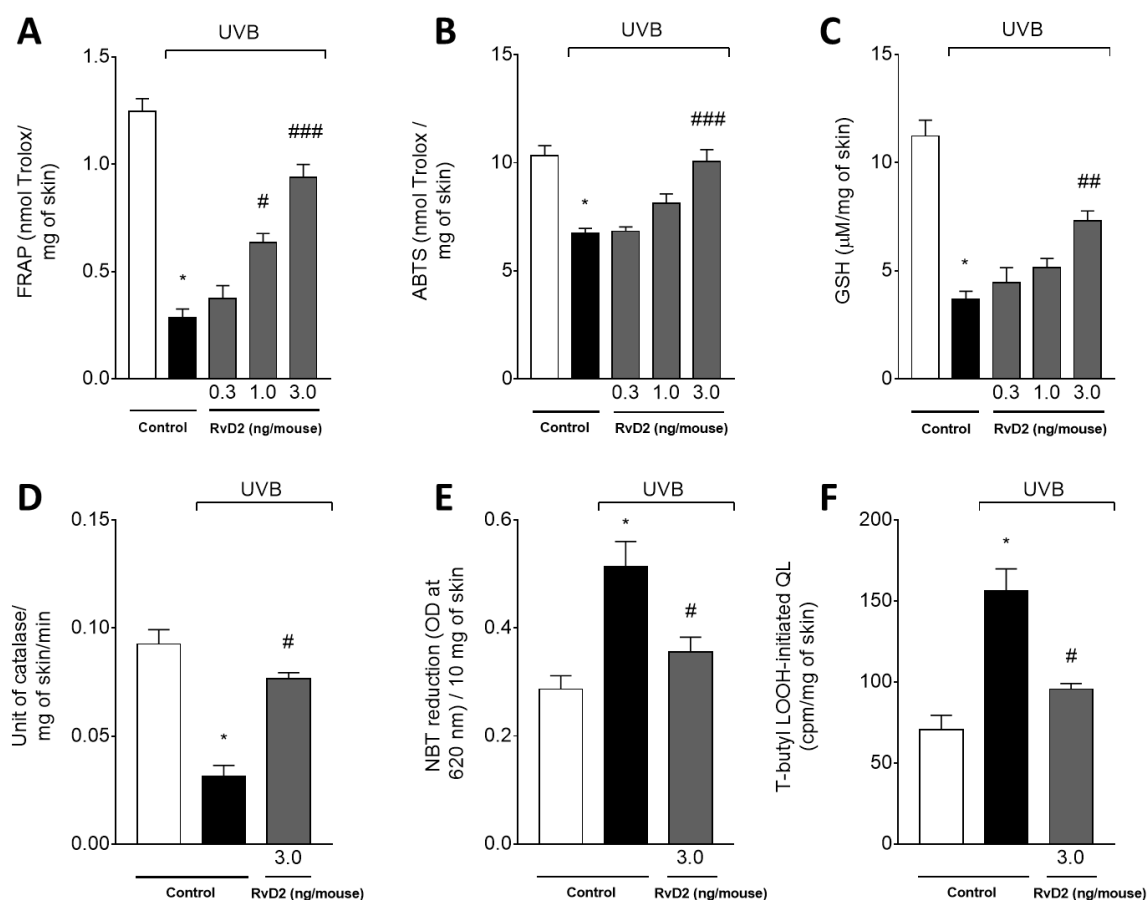 A
UVB
FRAP (nmol Trolox/
mg of skin)
1.5
1.0
0.5
0.0
*
#
###
0.3 1.0 3.0
Control
RvD2 (ng/mouse)
B
UVB
ABTS (nmol Trolox /
mg of skin)
15
10
5
0
*
###
0.3 1.0 3.0
Control
RvD2 (ng/mouse)
C
UVB
GSH (µM/mg of skin)
15
10
5
0
*
##
0.3 1.0 3.0
Control
RvD2 (ng/mouse)
D
UVB
Unit of catalase/
mg of skin/min
0.15
0.10
0.05
0.00
*
#
3.0
Control
RvD2 (ng/mouse)
E
UVB
NBT reduction (OD at
620 nm) / 10 mg of skin
0.6
0.4
0.2
0.0
*
#
3.0
Control
RvD2 (ng/mouse)
F
UVB
T-butyl LOOH-initiated QL
(cpm/mg of skin)
200
150
100
50
0
*
#
3.0
Control
RvD2 (ng/mouse)